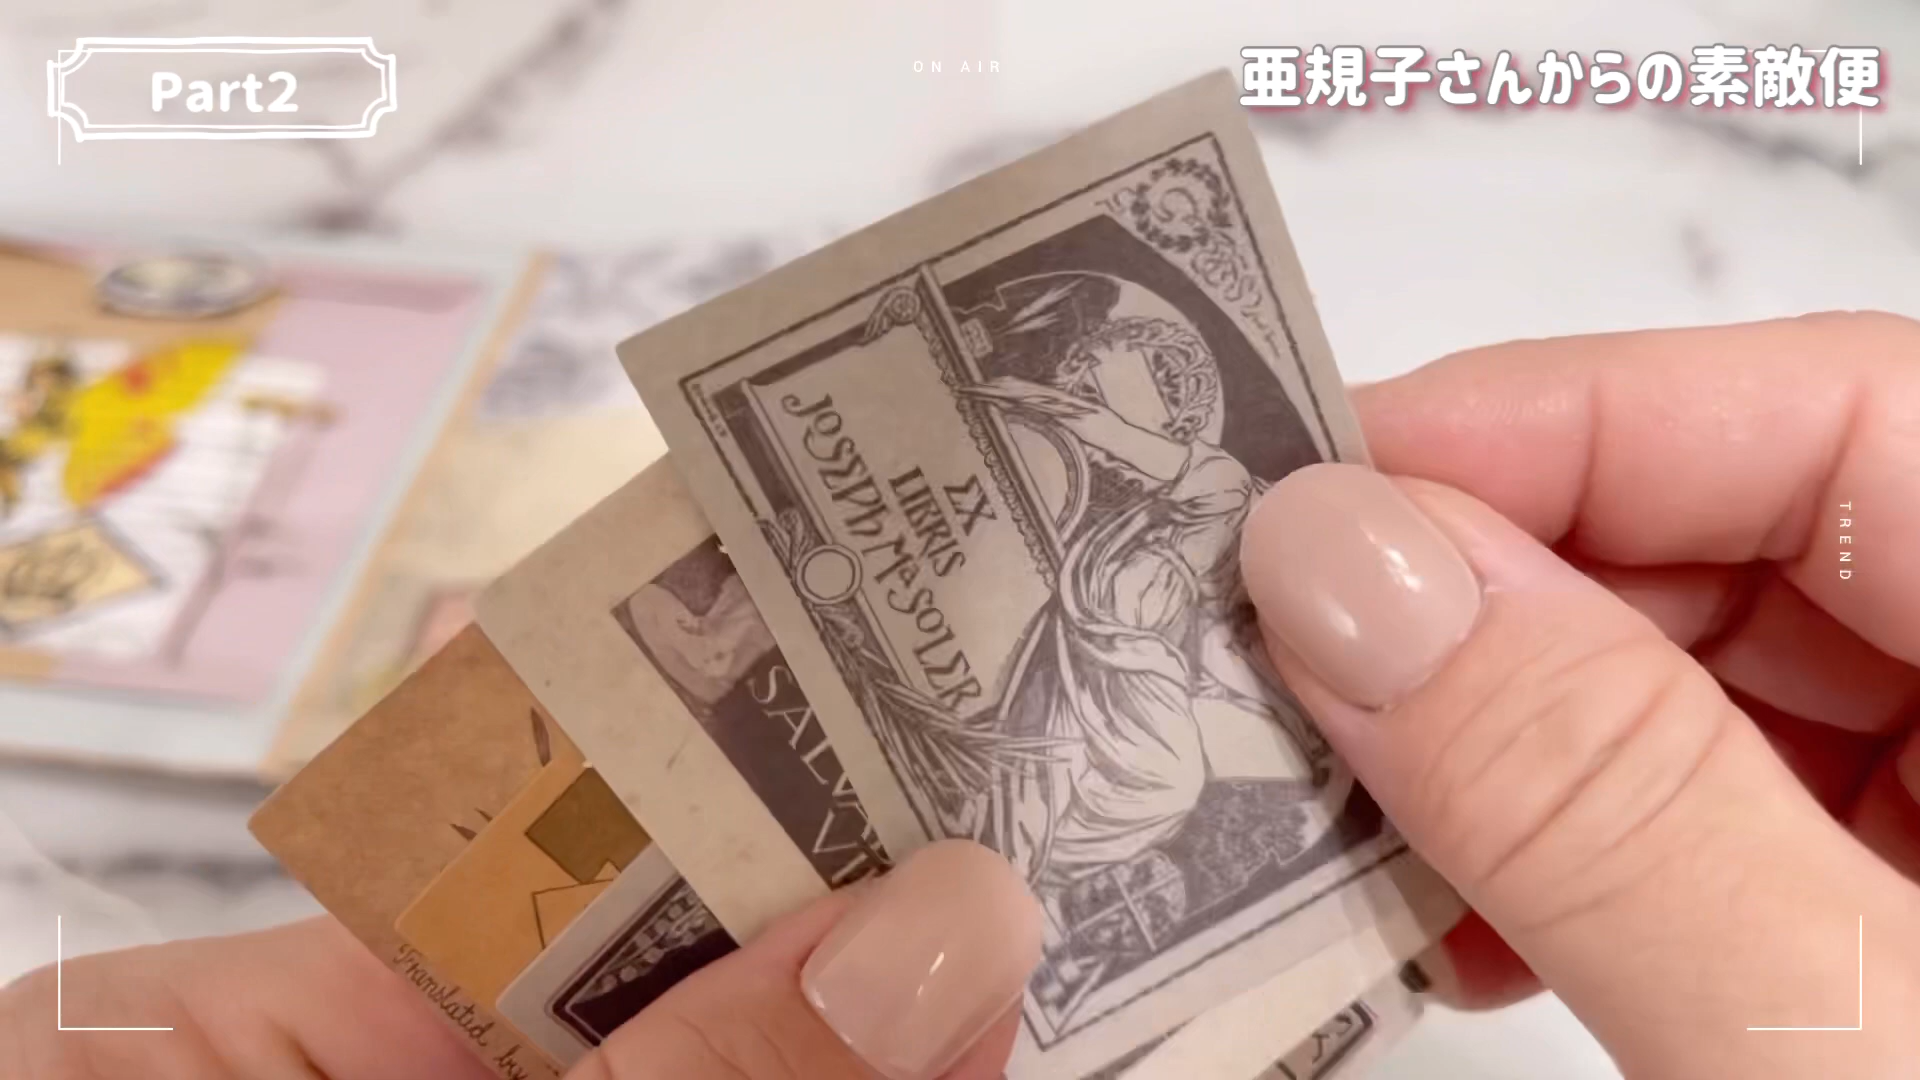 Part2
ON AIR
亜規子さんからの素敵便
TREND
EX
LIBRIS
JOSEPH Mª SOLER
Translated by